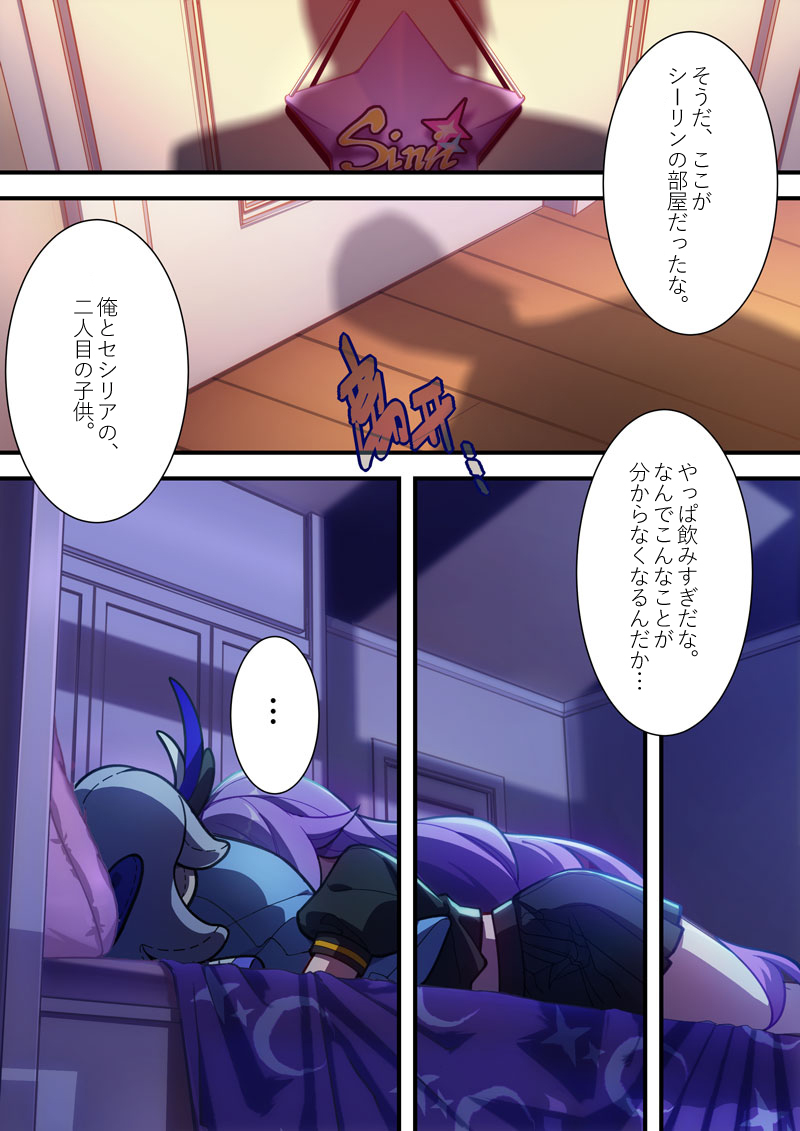 Sirin
そうだ、ここが
シーリンの部屋だったな。
俺とセシリアの、
二人目の子供。
やっぱ飲みすぎだな。
なんでこんなことが
分からなくなるんだか…
…